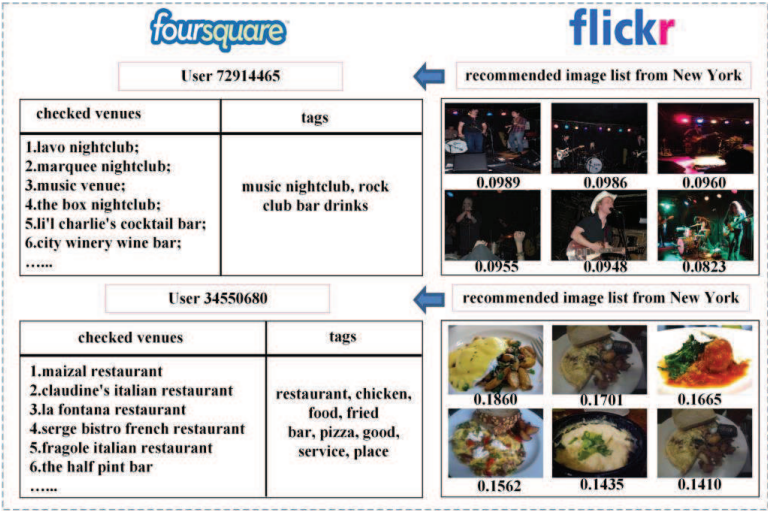 foursquare
flickr
User 72914465
recommended image list from New York
checked venues
tags
1.lavo nightclub;
2.marquee nightclub;
3.music venue;
4.the box nightclub;
5.li'l charlie's cocktail bar;
6.city winery wine bar;
…...
music nightclub, rock
club bar drinks
0.0989
0.0986
0.0960
0.0955
0.0948
0.0823
User 34550680
recommended image list from New York
checked venues
tags
1.maizal restaurant
2.claudine's italian restaurant
3.la fontana restaurant
4.serge bistro french restaurant
5.fragole italian restaurant
6.the half pint bar
…...
restaurant, chicken,
food, fried
bar, pizza, good,
service, place
0.1860
0.1701
0.1665
0.1562
0.1435
0.1410